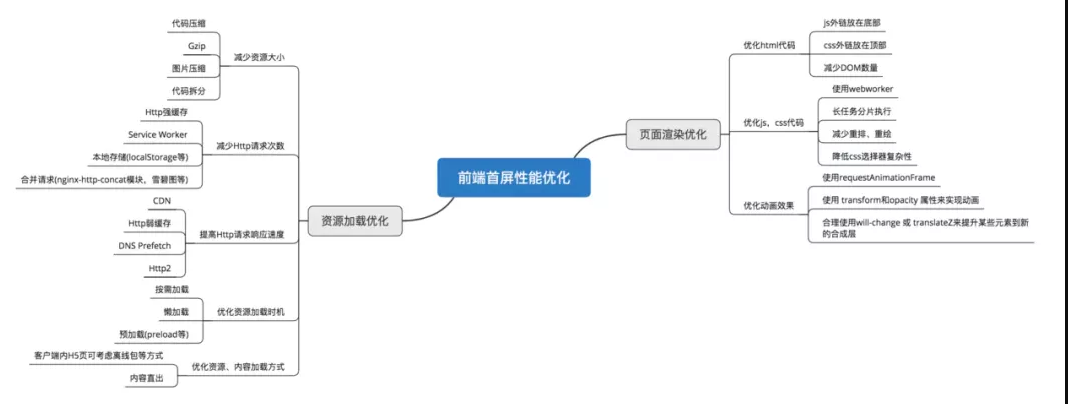 前端首屏性能优化
资源加载优化
减少资源大小
代码压缩
Gzip
图片压缩
代码拆分
减少Http请求次数
Http强缓存
Service Worker
本地存储(localStorage等)
合并请求(nginx-http-concat模块，雪碧图等)
提高Http请求响应速度
CDN
Http弱缓存
DNS Prefetch
Http2
优化资源加载时机
按需加载
懒加载
预加载(preload等)
优化资源、内容加载方式
客户端内H5页可考虑离线包等方式
内容直出
页面渲染优化
优化html代码
js外链放在底部
css外链放在顶部
减少DOM数量
优化js，css代码
使用webworker
长任务分片执行
减少重排、重绘
降低css选择器复杂性
优化动画效果
使用requestAnimationFrame
使用 transform和opacity 属性来实现动画
合理使用will-change 或 translateZ来提升某些元素到新
的合成层